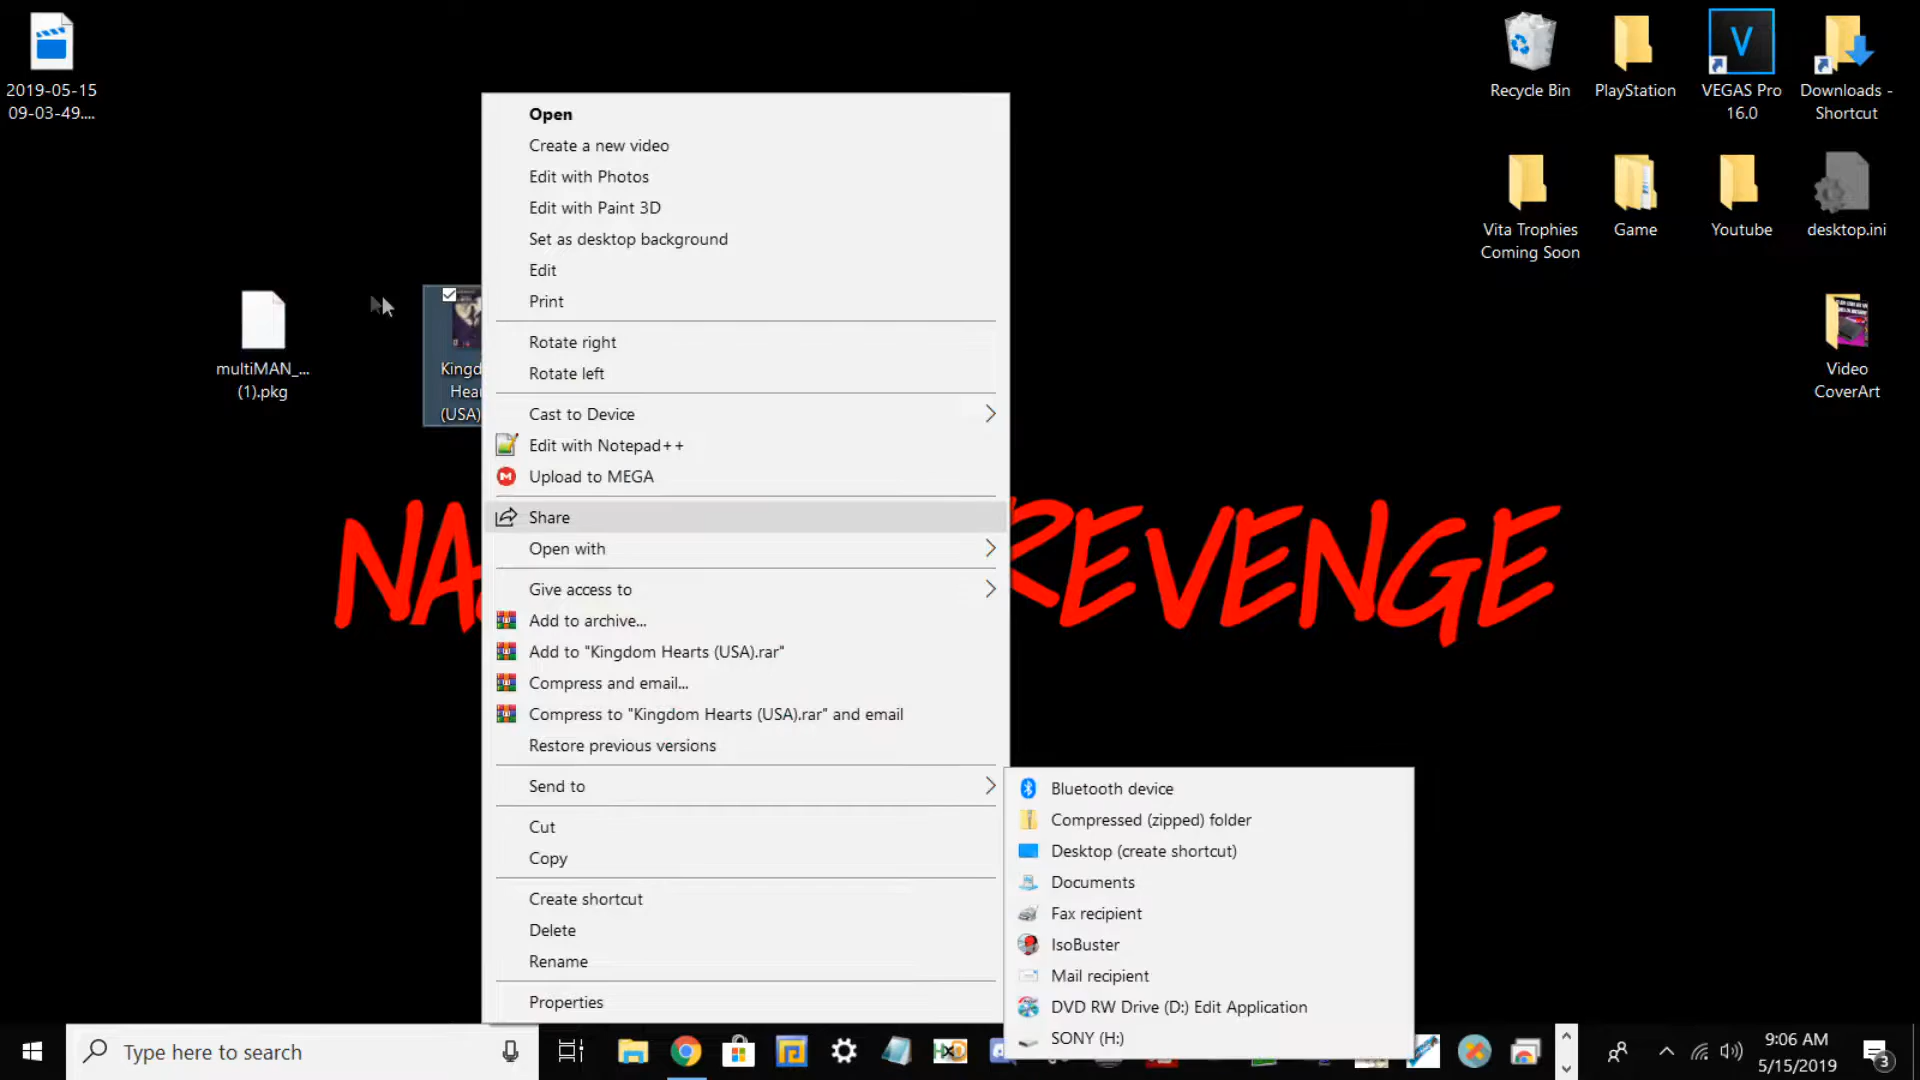 2019-05-15
09-03-49....
Recycle Bin
PlayStation
VEGAS Pro
16.0
Downloads -
Shortcut
Vita Trophies
Coming Soon
Game
Youtube
desktop.ini
Video
CoverArt
multiMAN_...
(1).pkg
Kingd
Hea
(USA)
NA
REVENGE
Open
Create a new video
Edit with Photos
Edit with Paint 3D
Set as desktop background
Edit
Print
Rotate right
Rotate left
Cast to Device
Edit with Notepad++
Upload to MEGA
Share
Open with
Give access to
Add to archive...
Add to "Kingdom Hearts (USA).rar"
Compress and email...
Compress to "Kingdom Hearts (USA).rar" and email
Restore previous versions
Send to
Cut
Copy
Create shortcut
Delete
Rename
Properties
Bluetooth device
Compressed (zipped) folder
Desktop (create shortcut)
Documents
Fax recipient
IsoBuster
Mail recipient
DVD RW Drive (D:) Edit Application
SONY (H:)
Type here to search
9:06 AM
5/15/2019
3